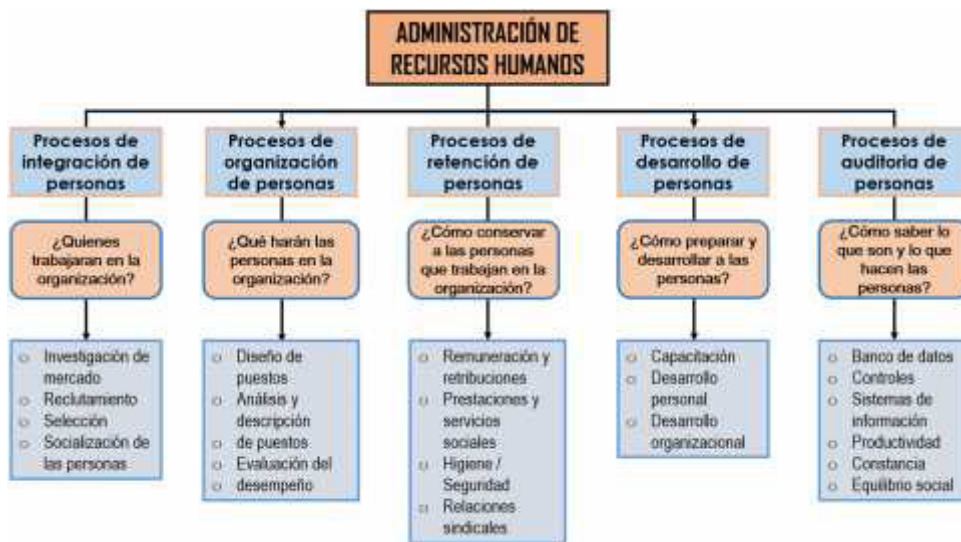 ADMINISTRACIÓN DE
RECURSOS HUMANOS
Procesos de
integración de
personas
Procesos de
organización
de personas
Procesos de
retención de
personas
Procesos de
desarrollo de
personas
Procesos de
auditoria de
personas
¿Quienes
trabajaran en la
organización?
¿Qué harán las
personas en la
organización?
¿Cómo conservar
a las personas
que trabajan en la
organización?
¿Cómo preparar y
desarrollar a las
personas?
¿Cómo saber lo
que son y lo que
hacen las
personas?
o Investigación de
mercado
o Reclutamiento
o Selección
o Socialización de
las personas
o Diseño de
puestos
o Análisis y
descripción
o de puestos
o Evaluación del
o desempeño
o Remuneración y
retribuciones
o Prestaciones y
servicios
sociales
o Higiene /
Seguridad
o Relaciones
sindicales
o Capacitación
o Desarrollo
personal
o Desarrollo
organizacional
o Banco de datos
o Controles
o Sistemas de
información
o Productividad
o Constancia
o Equilibrio social